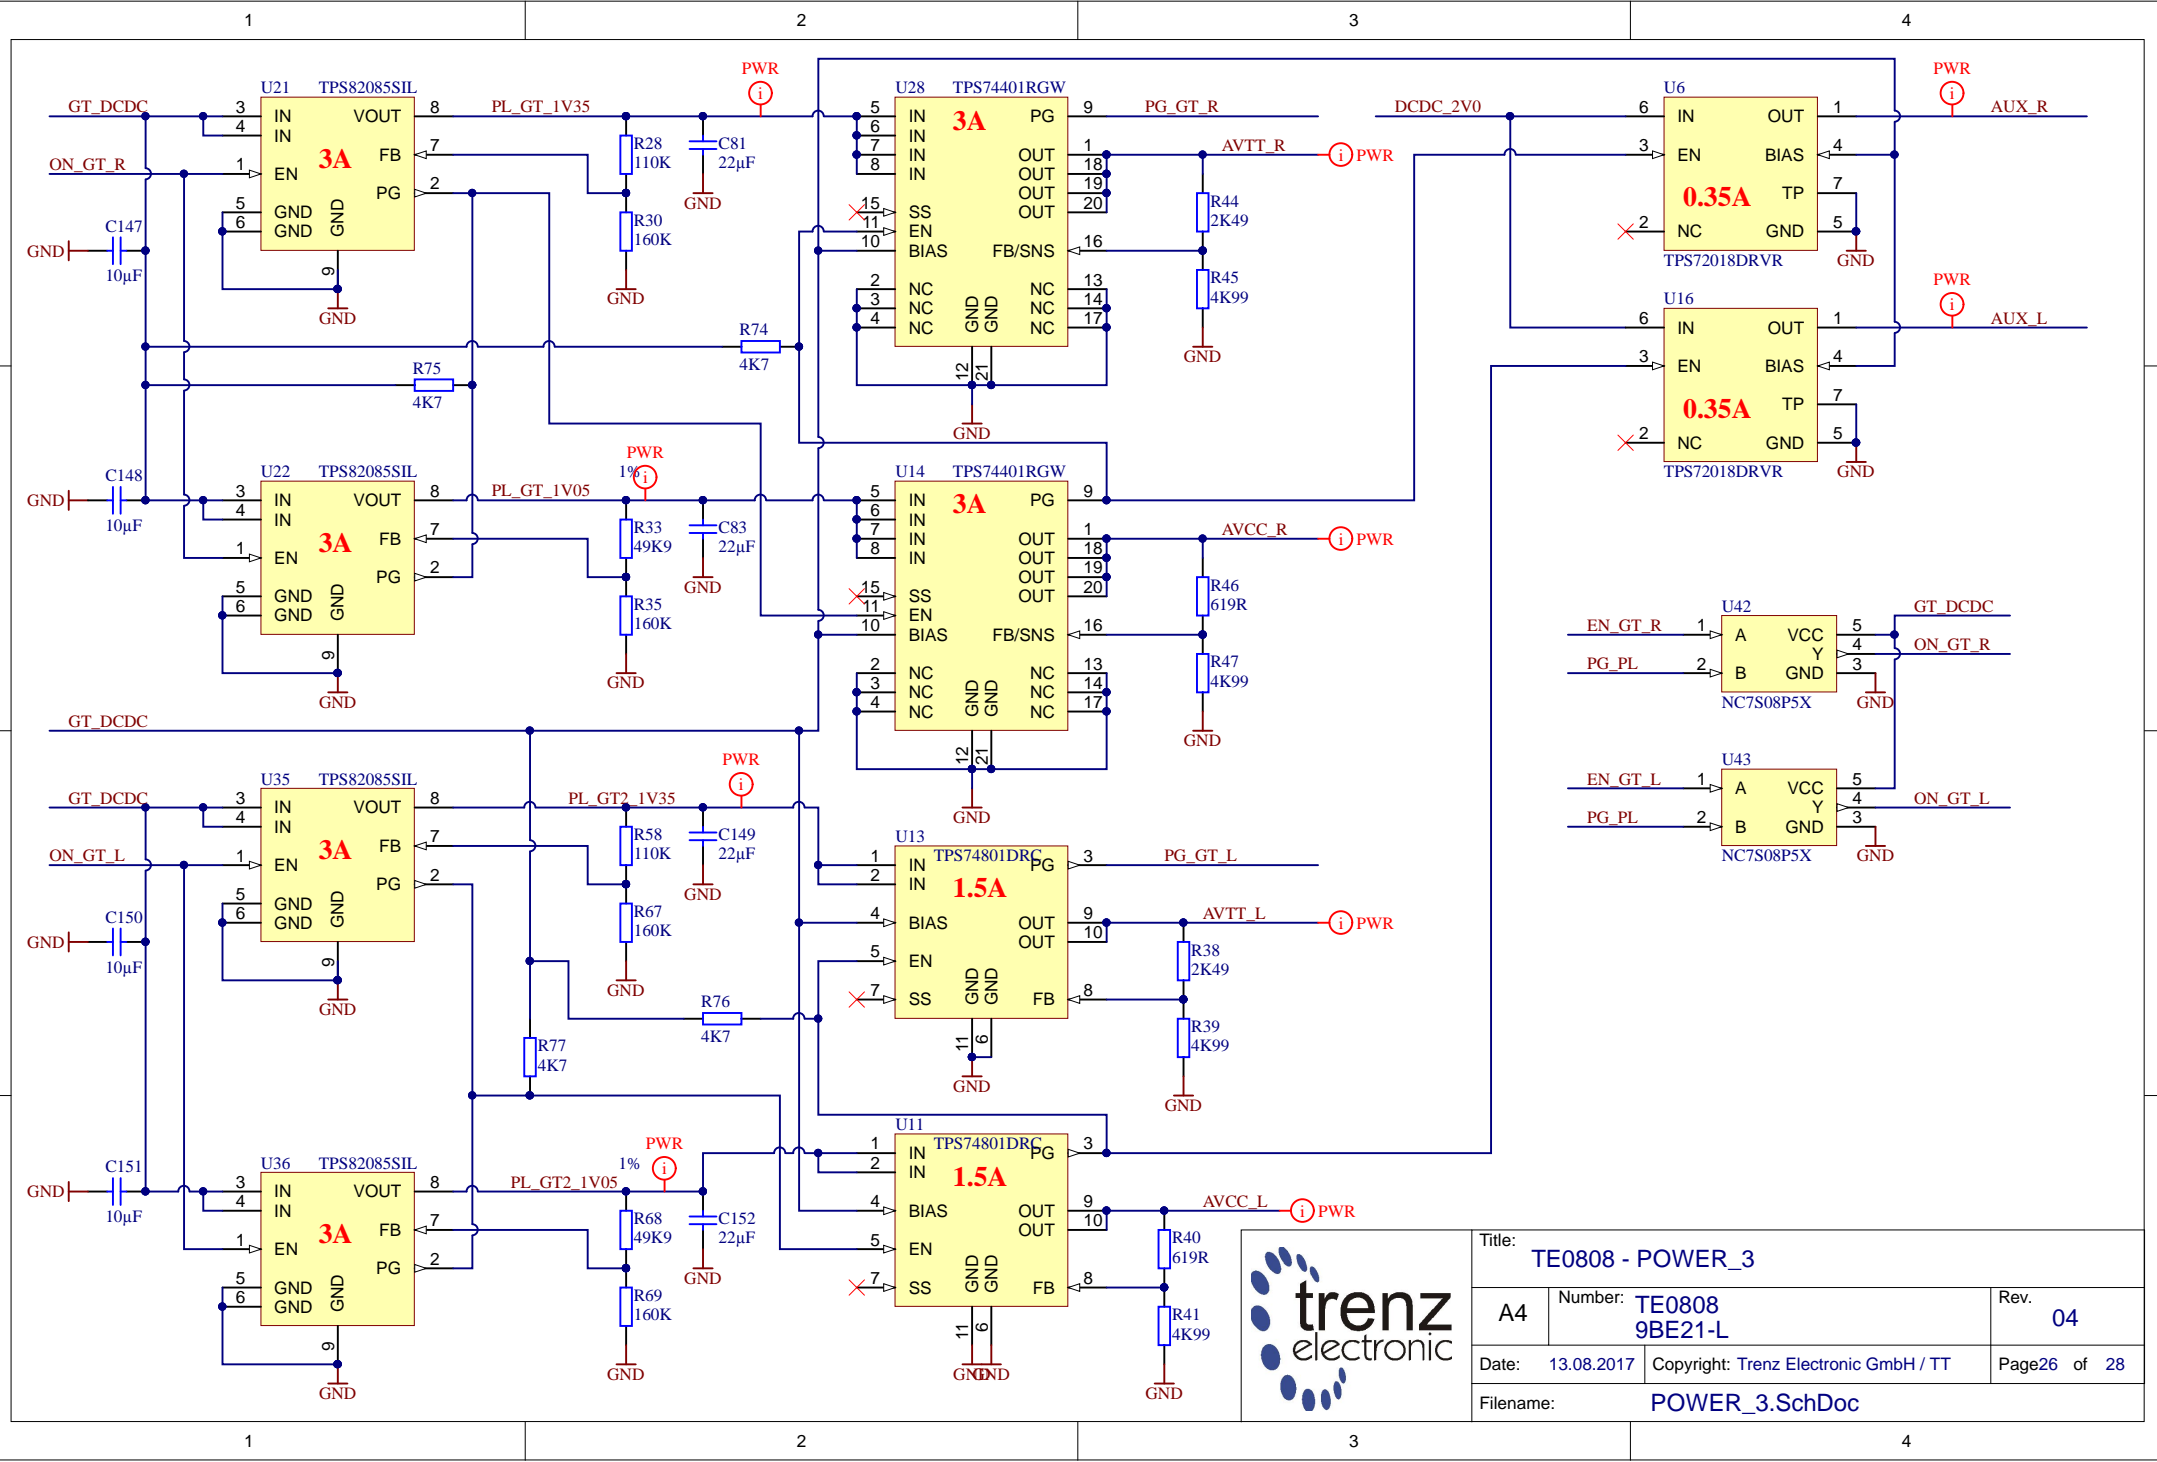 1 2 3 4
U21 TPS82085SIL
GT_DCDC
ON_GT_R
3 IN VOUT 8
4 IN
FB 7
1 EN
3A
PG 2
5 GND
6 GND
GND
9
GND
C147
GND
10µF
PL_GT_1V35
PWR
i
R28
110K
C81
22µF
GND
R30
160K
GND
R74
4K7
R75
4K7
U28 TPS74401RGW
3A
5 IN PG 9
6 IN
7 IN OUT 1
8 IN OUT 18
OUT 19
15 SS OUT 20
11 EN
10 BIAS FB/SNS 16
2 NC NC 13
3 NC NC 14
4 NC NC 17
GND GND
12 21
GND
PG_GT_R
AVTT_R
i PWR
R44
2K49
R45
4K99
GND
DCDC_2V0
U6
6 IN OUT 1
3 EN BIAS 4
0.35A
TP 7
2 NC GND 5
TPS72018DRVR
GND
PWR
i
AUX_R
U16
6 IN OUT 1
3 EN BIAS 4
0.35A
TP 7
2 NC GND 5
TPS72018DRVR
GND
PWR
i
AUX_L
U22 TPS82085SIL
C148
GND
10µF
3 IN VOUT 8
4 IN
FB 7
1 EN
3A
PG 2
5 GND
6 GND
GND
9
GND
PL_GT_1V05
PWR
1% i
R33
49K9
C83
22µF
GND
R35
160K
GND
U14 TPS74401RGW
3A
5 IN PG 9
6 IN
7 IN OUT 1
8 IN OUT 18
OUT 19
15 SS OUT 20
11 EN
10 BIAS FB/SNS 16
2 NC NC 13
3 NC NC 14
4 NC NC 17
GND GND
12 21
GND
AVCC_R
i PWR
R46
619R
R47
4K99
GND
U42
EN_GT_R 1 A VCC 5 GT_DCDC
Y 4 ON_GT_R
PG_PL 2 B GND 3
NC7S08P5X
GND
U43
EN_GT_L 1 A VCC 5
Y 4 ON_GT_L
PG_PL 2 B GND 3
NC7S08P5X
GND
GT_DCDC
U35 TPS82085SIL
GT_DCDC
ON_GT_L
3 IN VOUT 8
4 IN
FB 7
1 EN
3A
PG 2
5 GND
6 GND
GND
9
GND
C150
GND
10µF
PL_GT2_1V35
PWR
i
R58
110K
C149
22µF
GND
R67
160K
GND
R76
4K7
R77
4K7
U13
TPS74801DRC
1.5A
1 IN PG 3
2 IN
4 BIAS OUT 9
OUT 10
5 EN
7 SS FB 8
GND GND
11 6
GND
PG_GT_L
AVTT_L
i PWR
R38
2K49
R39
4K99
GND
U36 TPS82085SIL
C151
GND
10µF
3 IN VOUT 8
4 IN
FB 7
1 EN
3A
PG 2
5 GND
6 GND
GND
9
GND
PL_GT2_1V05
PWR
1% i
R68
49K9
C152
22µF
GND
R69
160K
GND
U11
TPS74801DRC
1.5A
1 IN PG 3
2 IN
4 BIAS OUT 9
OUT 10
5 EN
7 SS FB 8
GND GND
11 6
GND GND
AVCC_L
i PWR
R40
619R
R41
4K99
GND
trenz
electronic
Title:
TE0808 - POWER_3
A4
Number: TE0808
9BE21-L
Rev.
04
Date: 13.08.2017
Copyright: Trenz Electronic GmbH / TT
Page26 of 28
Filename: POWER_3.SchDoc
1 2 3 4